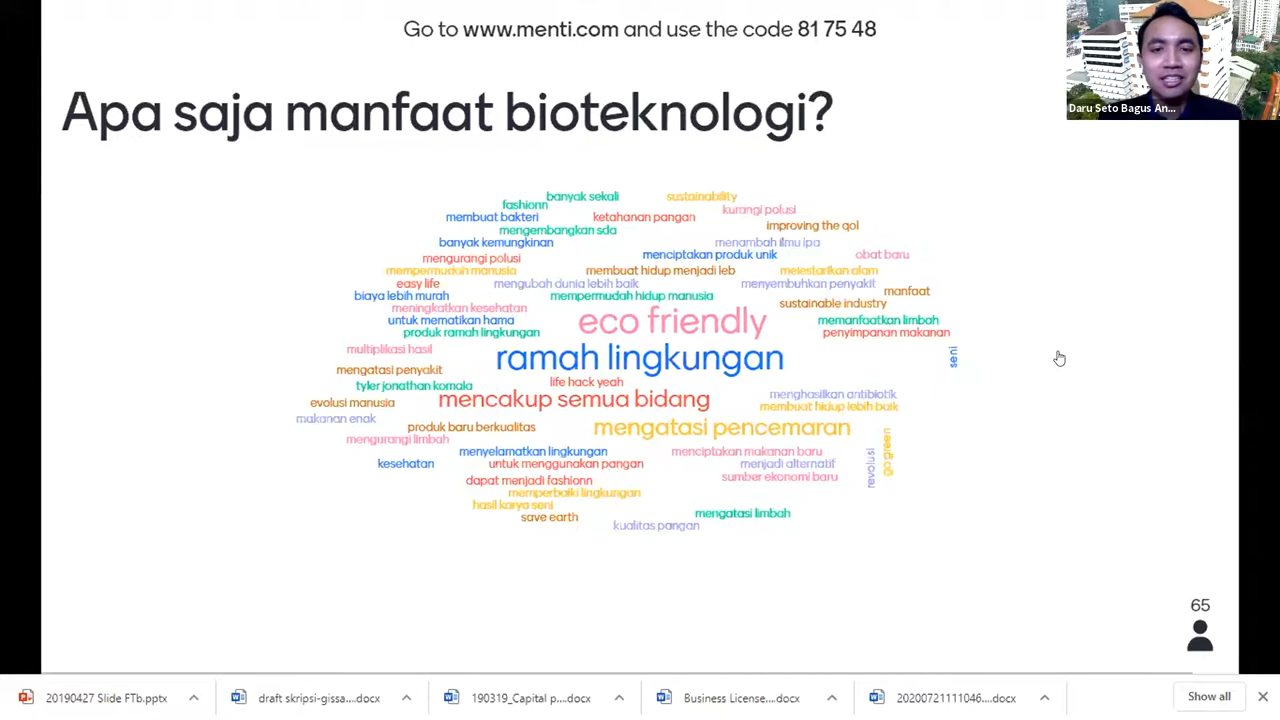 Go to www.menti.com and use the code 81 75 48
Daru Seto Bagus An...
Apa saja manfaat bioteknologi?
banyak sekali
sustainability
fashionn
kurangi polusi
membuat bakteri
ketahanan pangan
improving the qol
mengembangkan sda
banyak kemungkinan
menambah ilmu ipa
menciptakan produk unik
obat baru
mengurangi polusi
mempermudah manusia
membuat hidup menjadi leb
melestarikan alam
easy life
mengubah dunia lebih baik
menyembuhkan penyakit
manfaat
biaya lebih murah
mempermudah hidup manusia
sustainable industry
meningkatkan kesehatan
eco friendly
untuk mematikan hama
memanfaatkan limbah
produk ramah lingkungan
penyimpanan makanan
multiplikasi hasil
ramah lingkungan
seni
mengatasi penyakit
tyler jonathan komala
life hack yeah
menghasilkan antibiotik
evolusi manusia
mencakup semua bidang
membuat hidup lebih baik
makanan enak
produk baru berkualitas
mengatasi pencemaran
mengurangi limbah
go green
menyelamatkan lingkungan
menciptakan makanan baru
revolusi
kesehatan
untuk menggunakan pangan
menjadi alternatif
dapat menjadi fashionn
sumber ekonomi baru
memperbaiki lingkungan
hasil karya seni
save earth
mengatasi limbah
kualitas pangan
65
20190427 Slide FTb.pptx
draft skripsi-gissa....docx
190319_Capital p....docx
Business License....docx
20200721111046....docx
Show all